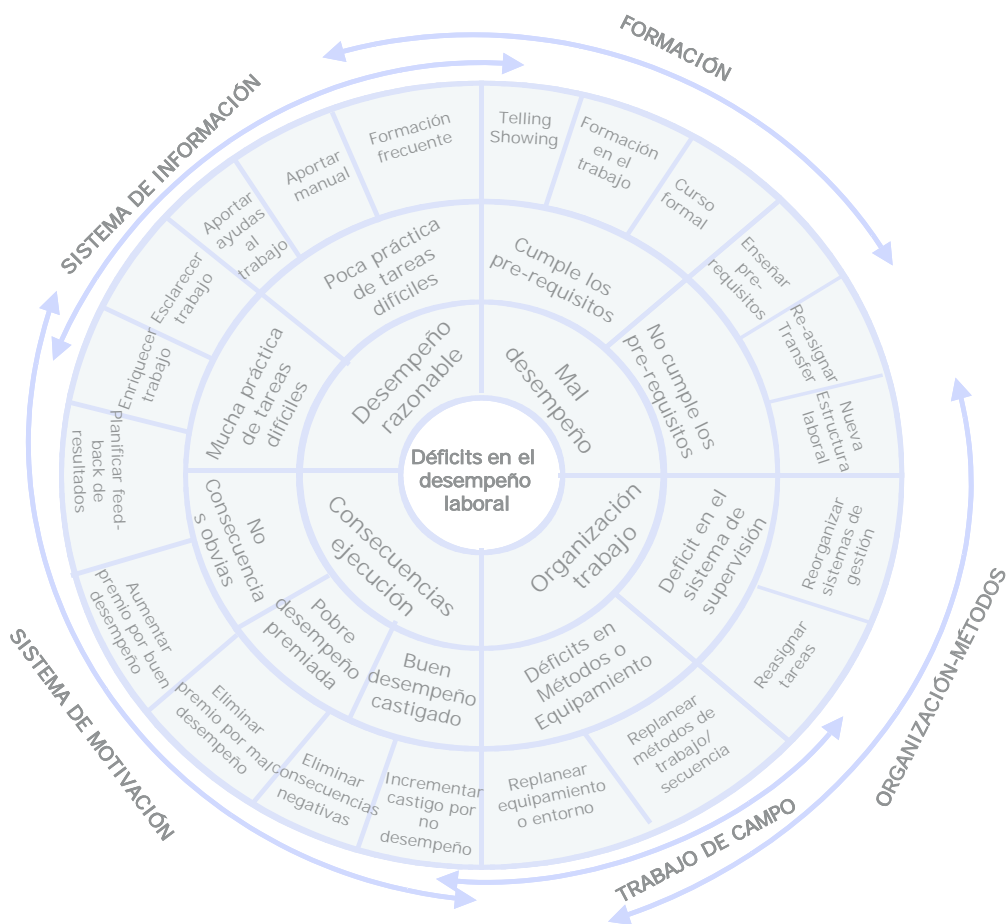 FORMACIÓN
SISTEMA DE INFORMACIÓN
Formación
frecuente
Telling
Showing
Formación
en el
trabajo
Aportar
manual
Curso
formal
Aportar
ayudas
al
trabajo
Enseñar
pre-
requisitos
Esclarecer
trabajo
Re-asignar
Transfer
Enriquecer
trabajo
Nueva
Estructura
laboral
Planificar feed-
back de
resultados
Poca práctica
de tareas
difíciles
Cumple los
pre-requisitos
Mucha práctica
de tareas
difíciles
No cumple los
pre-requisitos
Desempeño
razonable
Mal
desempeño
Déficits en el
desempeño
laboral
Consecuencias
ejecución
Organización
trabajo
No
Consecuencia
s obvias
Deficit en el
sistema de
supervisión
Pobre
desempeño
premiada
Buen
desempeño
castigado
Déficits en
Métodos o
Equipamiento
Reorganizar
sistemas de
gestión
Aumentar
premio por buen
desempeño
Reasignar
tareas
Eliminar
premio por mal
desempeño
Replanear
métodos de
trabajo/
secuencia
Eliminar
consecuencias
negativas
Incrementar
castigo por
no
desempeño
Replanear
equipamiento
o entorno
SISTEMA DE MOTIVACIÓN
ORGANIZACIÓN-MÉTODOS
TRABAJO DE CAMPO